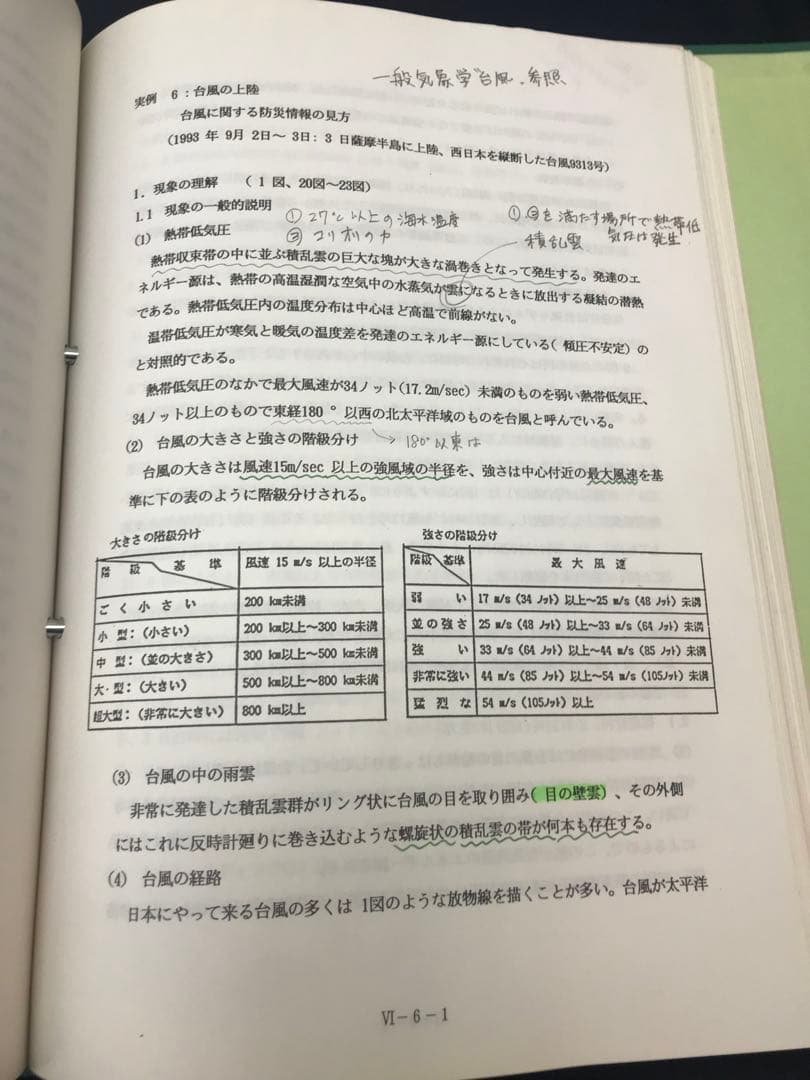 一般気象学"台風"参照
実例 6:台風の上陸
台風に関する防災情報の見方
(1993 年 9月 2日～ 3日: 3 日薩摩半島に上陸、西日本を縦断した台風9313号)
1. 現象の理解 ( 1 図、20図～23図)
1.1 現象の一般的説明
① 27℃以上の海水温度
①②を満たす場所で熱帯低
(1) 熱帯低気圧
② コリオリの力
積乱雲
気圧は発生
熱帯収束帯の中に並ぶ積乱雲の巨大な塊が大きな渦巻きとなって発生する。発達のエ
ネルギー源は、熱帯の高温湿潤な空気中の水蒸気が雲になるときに放出する凝結の潜熱
である。熱帯低気圧内の温度分布は中心ほど高温で前線がない。
温帯低気圧が寒気と暖気の温度差を発達のエネルギー源にしている( 傾圧不安定) の
と対照的である。
熱帯低気圧のなかで最大風速が34ノット(17.2m/sec) 未満のものを弱い熱帯低気圧、
34ノット以上のもので東経180 ° 以西の北太平洋域のものを台風と呼んでいる。
(2) 台風の大きさと強さの階級分け
→ 180°以東は
台風の大きさは風速15m/sec 以上の強風域の半径を、強さは中心付近の最大風速を基
準に下の表のように階級分けされる。
大きさの階級分け
階 級 基 準 風速 15 m/s 以上の半径
ごく小さい 200 km未満
小 型:(小さい) 200 km以上～300 km未満
中 型:(並の大きさ) 300 km以上～500 km未満
大・型:(大きい) 500 km以上～800 km未満
超大型:(非常に大きい) 800 km以上
強さの階級分け
階級 基準 最 大 風 速
弱 い 17 m/s (34 ノット) 以上～25 m/s (48 ノット) 未満
並の強さ 25 m/s (48 ノット) 以上～33 m/s (64 ノット) 未満
強 い 33 m/s (64 ノット) 以上～44 m/s (85 ノット) 未満
非常に強い 44 m/s (85 ノット) 以上～54 m/s (105ノット) 未満
猛 烈 な 54 m/s (105ノット) 以上
(3) 台風の中の雨雲
非常に発達した積乱雲群がリング状に台風の目を取り囲み( 目の壁雲) 、その外側
にはこれに反時計廻りに巻き込むような螺旋状の積乱雲の帯が何本も存在する。
(4) 台風の経路
日本にやって来る台風の多くは 1図のような放物線を描くことが多い。台風が太平洋
Ⅵ－6－1